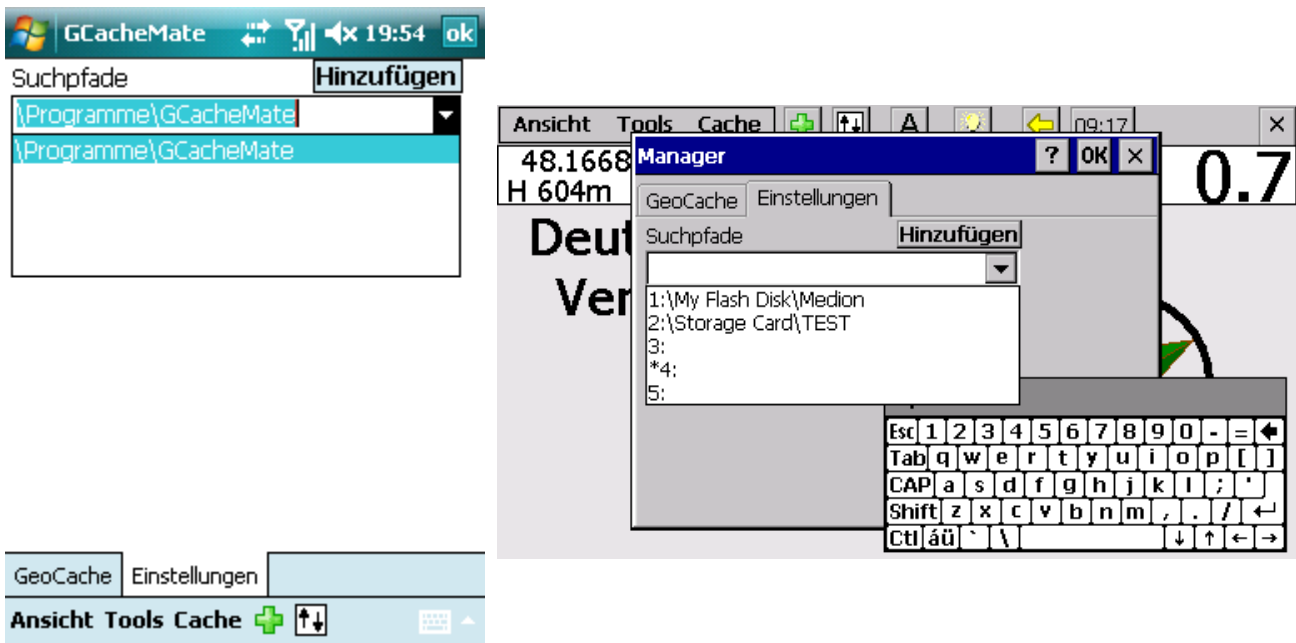 GCacheMate 19:54 ok
Suchpfade Hinzufügen
\Programme\GCacheMate
\Programme\GCacheMate
GeoCache Einstellungen
Ansicht Tools Cache
Ansicht Tools Cache A 09:17
48.1668
H 604m
0.7
Deut
Ver
Manager ? OK ×
GeoCache Einstellungen
Suchpfade Hinzufügen
1:\My Flash Disk\Medion
2:\Storage Card\TEST
3:
*4:
5:
Esc 1 2 3 4 5 6 7 8 9 0 - =
Tab q w e r t y u i o p [ ]
CAP a s d f g h j k l ; '
Shift z x c v b n m , . /
Ctl áü ` \ ↓ ↑ ← →